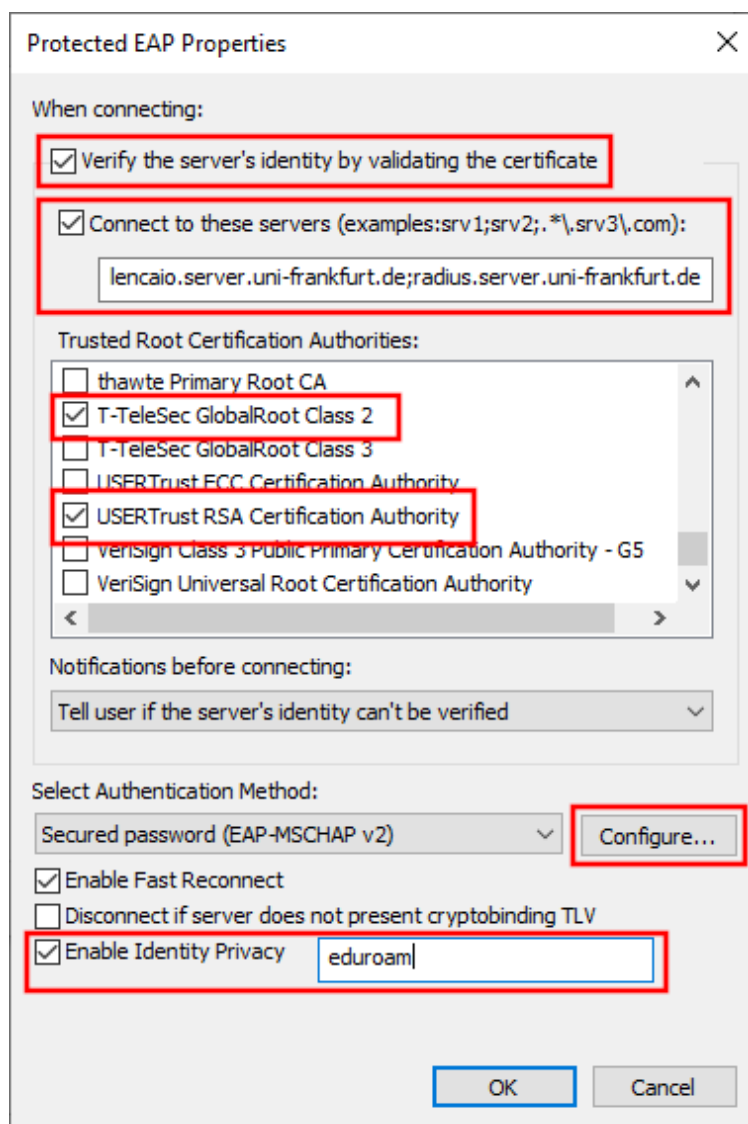 Protected EAP Properties
When connecting:
Verify the server's identity by validating the certificate
Connect to these servers (examples:srv1;srv2;.*\.srv3\.com):
lencaio.server.uni-frankfurt.de;radius.server.uni-frankfurt.de
Trusted Root Certification Authorities:
thawte Primary Root CA
T-TeleSec GlobalRoot Class 2
T-TeleSec GlobalRoot Class 3
USERTrust ECC Certification Authority
USERTrust RSA Certification Authority
VeriSign Class 3 Public Primary Certification Authority - G5
VeriSign Universal Root Certification Authority
Notifications before connecting:
Tell user if the server's identity can't be verified
Select Authentication Method:
Secured password (EAP-MSCHAP v2)
Configure...
Enable Fast Reconnect
Disconnect if server does not present cryptobinding TLV
Enable Identity Privacy
eduroam
OK
Cancel